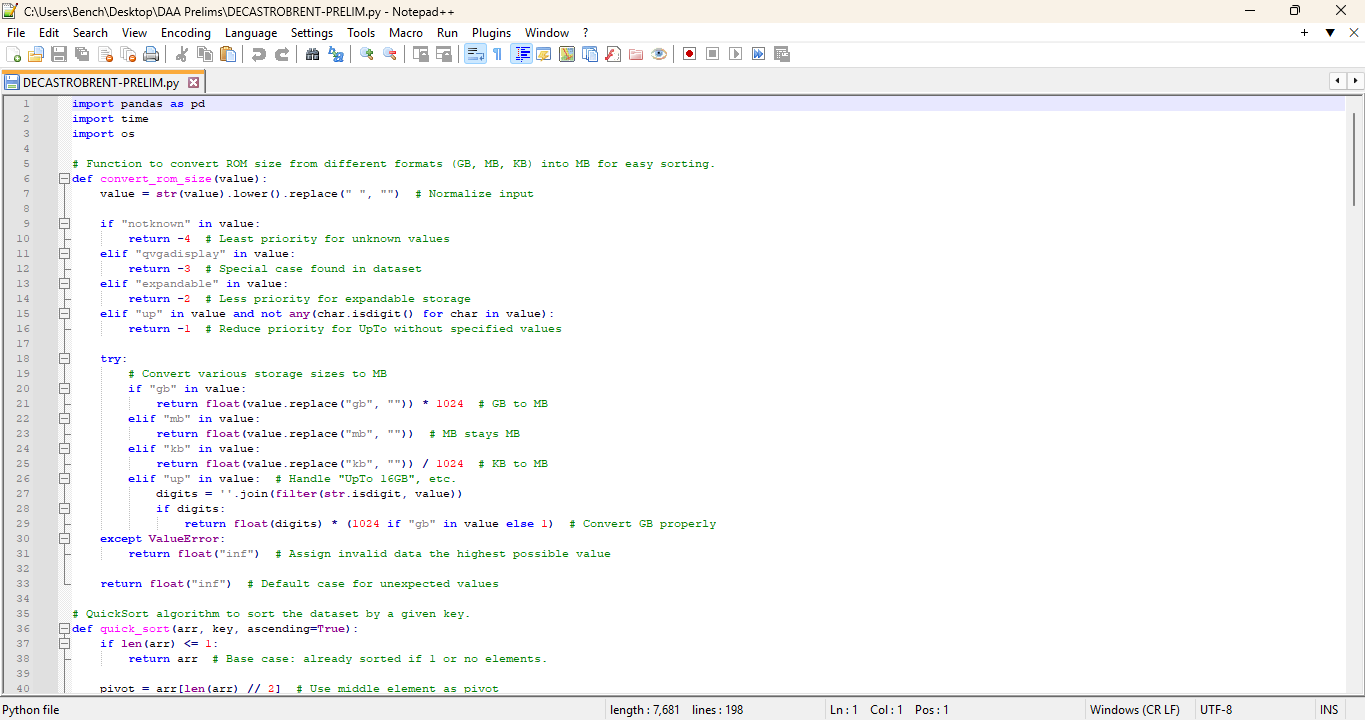 C:\Users\Bench\Desktop\DAA Prelims\DECASTROBRENT-PRELIM.py - Notepad++
File Edit Search View Encoding Language Settings Tools Macro Run Plugins Window ?
DECASTROBRENT-PRELIM.py
1 import pandas as pd
2 import time
3 import os
4
5 # Function to convert ROM size from different formats (GB, MB, KB) into MB for easy sorting.
6 def convert_rom_size(value):
7     value = str(value).lower().replace(" ", "")  # Normalize input
8
9     if "notknown" in value:
10         return -4  # Least priority for unknown values
11     elif "qvgadisplay" in value:
12         return -3  # Special case found in dataset
13     elif "expandable" in value:
14         return -2  # Less priority for expandable storage
15     elif "up" in value and not any(char.isdigit() for char in value):
16         return -1  # Reduce priority for UpTo without specified values
17
18     try:
19         # Convert various storage sizes to MB
20         if "gb" in value:
21             return float(value.replace("gb", "")) * 1024  # GB to MB
22         elif "mb" in value:
23             return float(value.replace("mb", ""))  # MB stays MB
24         elif "kb" in value:
25             return float(value.replace("kb", "")) / 1024  # KB to MB
26         elif "up" in value:  # Handle "UpTo 16GB", etc.
27             digits = ''.join(filter(str.isdigit, value))
28             if digits:
29                 return float(digits) * (1024 if "gb" in value else 1)  # Convert GB properly
30     except ValueError:
31         return float("inf")  # Assign invalid data the highest possible value
32
33     return float("inf")  # Default case for unexpected values
34
35 # QuickSort algorithm to sort the dataset by a given key.
36 def quick_sort(arr, key, ascending=True):
37     if len(arr) <= 1:
38         return arr  # Base case: already sorted if 1 or no elements.
39
40     pivot = arr[len(arr) // 2]  # Use middle element as pivot
Python file length : 7,681 lines : 198 Ln : 1 Col : 1 Pos : 1 Windows (CR LF) UTF-8 INS